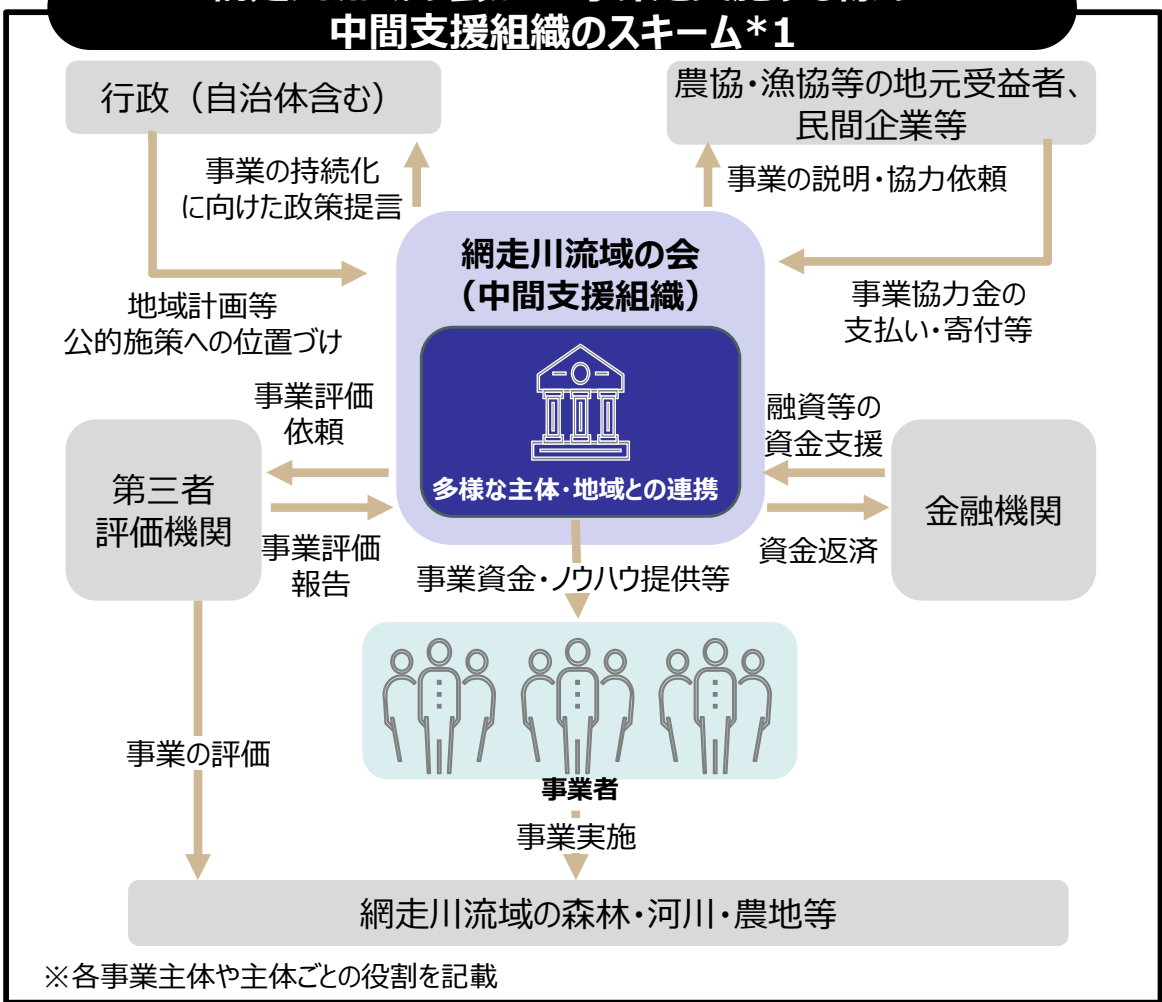 中間支援組織のスキーム*1
行政（自治体含む）
農協・漁協等の地元受益者、
民間企業等
事業の持続化
に向けた政策提言
事業の説明・協力依頼
網走川流域の会
（中間支援組織）
地域計画等
公的施策への位置づけ
事業協力金の
支払い・寄付等
事業評価
依頼
融資等の
資金支援
多様な主体・地域との連携
第三者
評価機関
金融機関
事業評価
報告
資金返済
事業資金・ノウハウ提供等
事業の評価
事業者
事業実施
網走川流域の森林・河川・農地等
※各事業主体や主体ごとの役割を記載